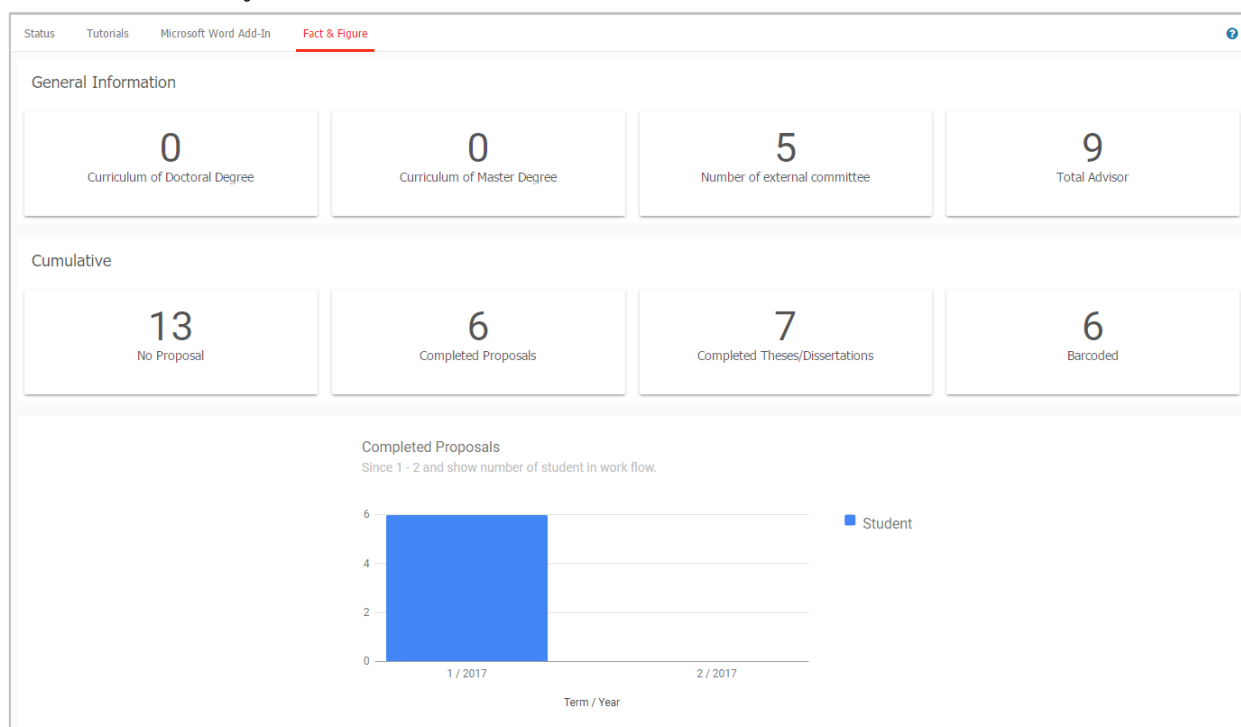 Status Tutorials Microsoft Word Add-In Fact & Figure
General Information
0 0 5 9
Curriculum of Doctoral Degree Curriculum of Master Degree Number of external committee Total Advisor
Cumulative
13 6 7 6
No Proposal Completed Proposals Completed Theses/Dissertations Barcoded
Completed Proposals
Since 1 - 2 and show number of student in work flow.
6
Student
4
2
0
1 / 2017 2 / 2017
Term / Year